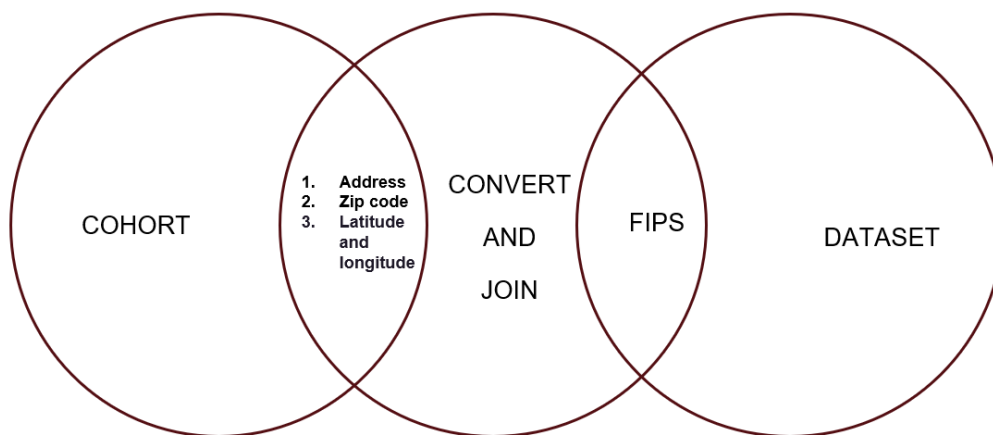 COHORT
1. Address
2. Zip code
3. Latitude
and
longitude
CONVERT
AND
JOIN
FIPS
DATASET